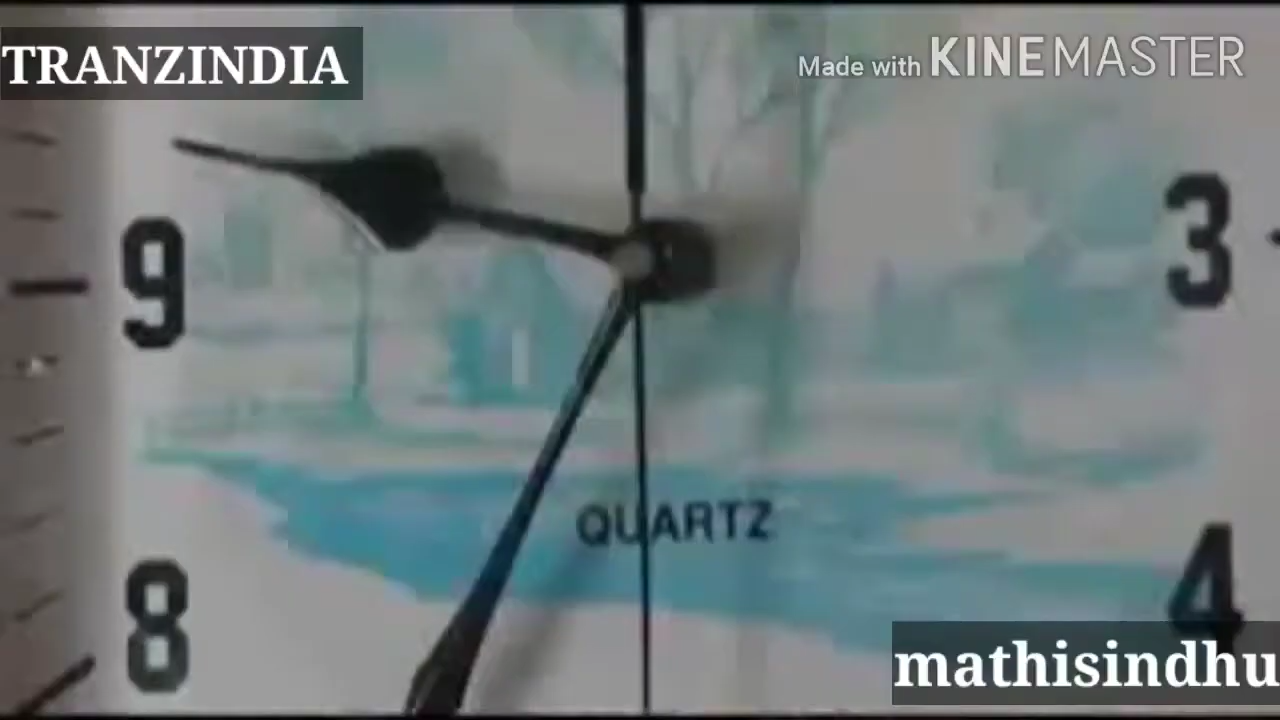 TRANZINDIA
Made with KINEMASTER
9
3
QUARTZ
8
4
mathisindhu